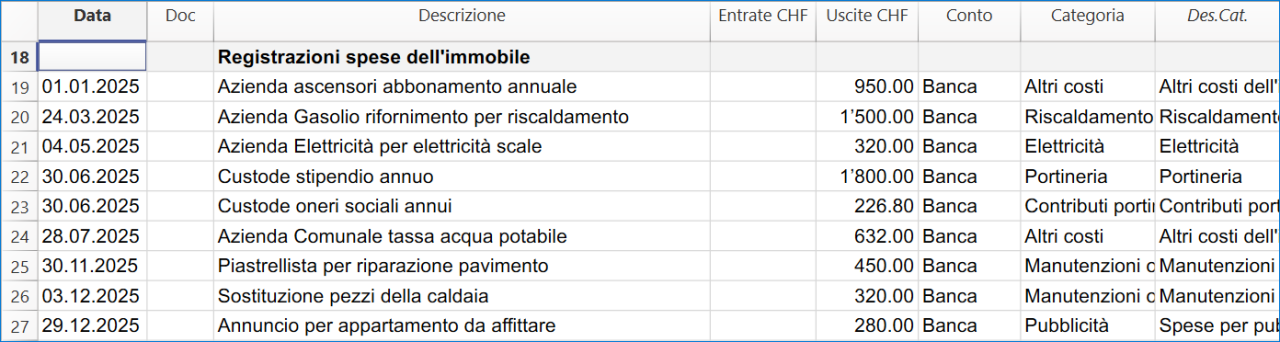 Data Doc Descrizione Entrate CHF Uscite CHF Conto Categoria Des.Cat.
18 Registrazioni spese dell'immobile
19 01.01.2025 Azienda ascensori abbonamento annuale 950.00 Banca Altri costi Altri costi dell'
20 24.03.2025 Azienda Gasolio rifornimento per riscaldamento 1’500.00 Banca Riscaldamento Riscaldamento
21 04.05.2025 Azienda Elettricità per elettricità scale 320.00 Banca Elettricità Elettricità
22 30.06.2025 Custode stipendio annuo 1’800.00 Banca Portineria Portineria
23 30.06.2025 Custode oneri sociali annui 226.80 Banca Contributi porti Contributi port
24 28.07.2025 Azienda Comunale tassa acqua potabile 632.00 Banca Altri costi Altri costi dell'
25 30.11.2025 Piastrellista per riparazione pavimento 450.00 Banca Manutenzioni Manutenzioni
26 03.12.2025 Sostituzione pezzi della caldaia 320.00 Banca Manutenzioni Manutenzioni
27 29.12.2025 Annuncio per appartamento da affittare 280.00 Banca Pubblicità Spese per pub